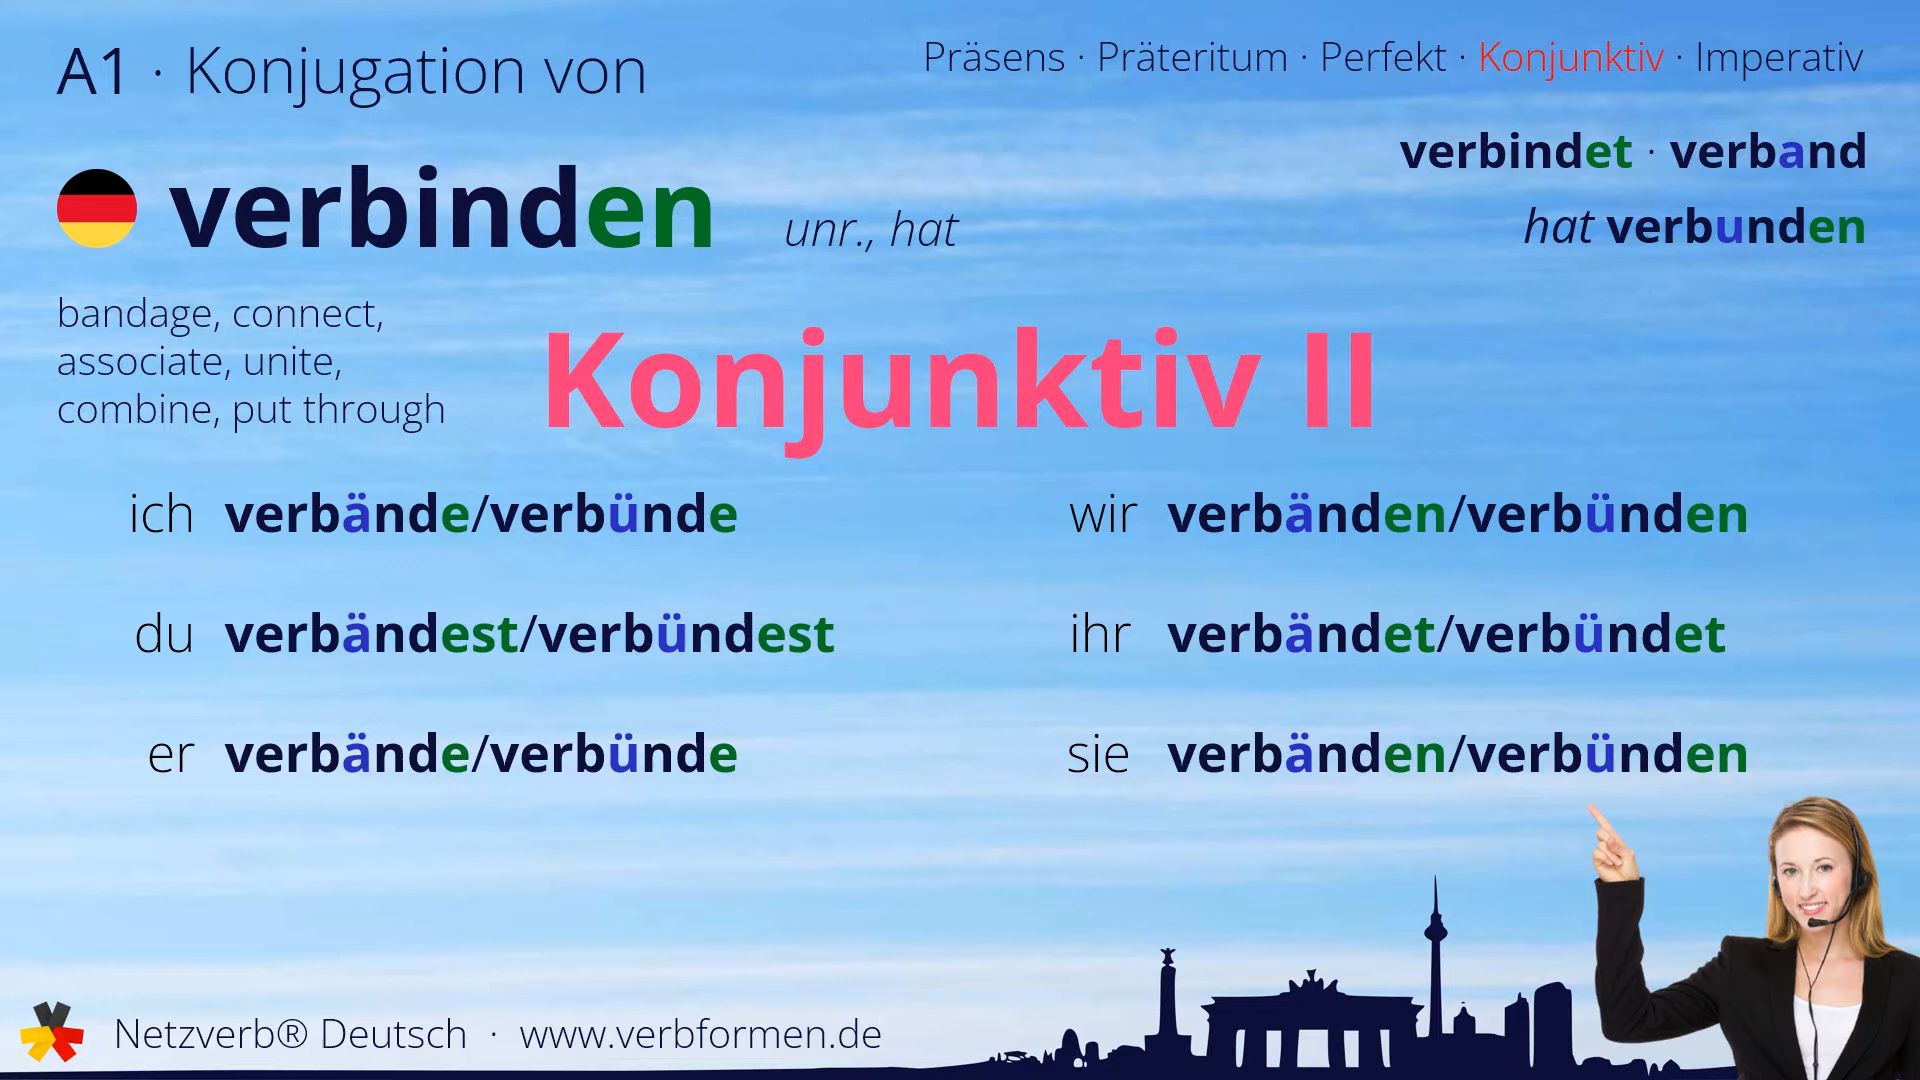 A1 · Konjugation von
Präsens · Präteritum · Perfekt · Konjunktiv · Imperativ
verbinden unr., hat
verbindet · verband
hat verbunden
bandage, connect,
associate, unite,
combine, put through
Konjunktiv II
ich verbände/verbünde
du verbändest/verbündest
er verbände/verbünde
wir verbänden/verbünden
ihr verbändet/verbündet
sie verbänden/verbünden
Netzverb® Deutsch · www.verbformen.de